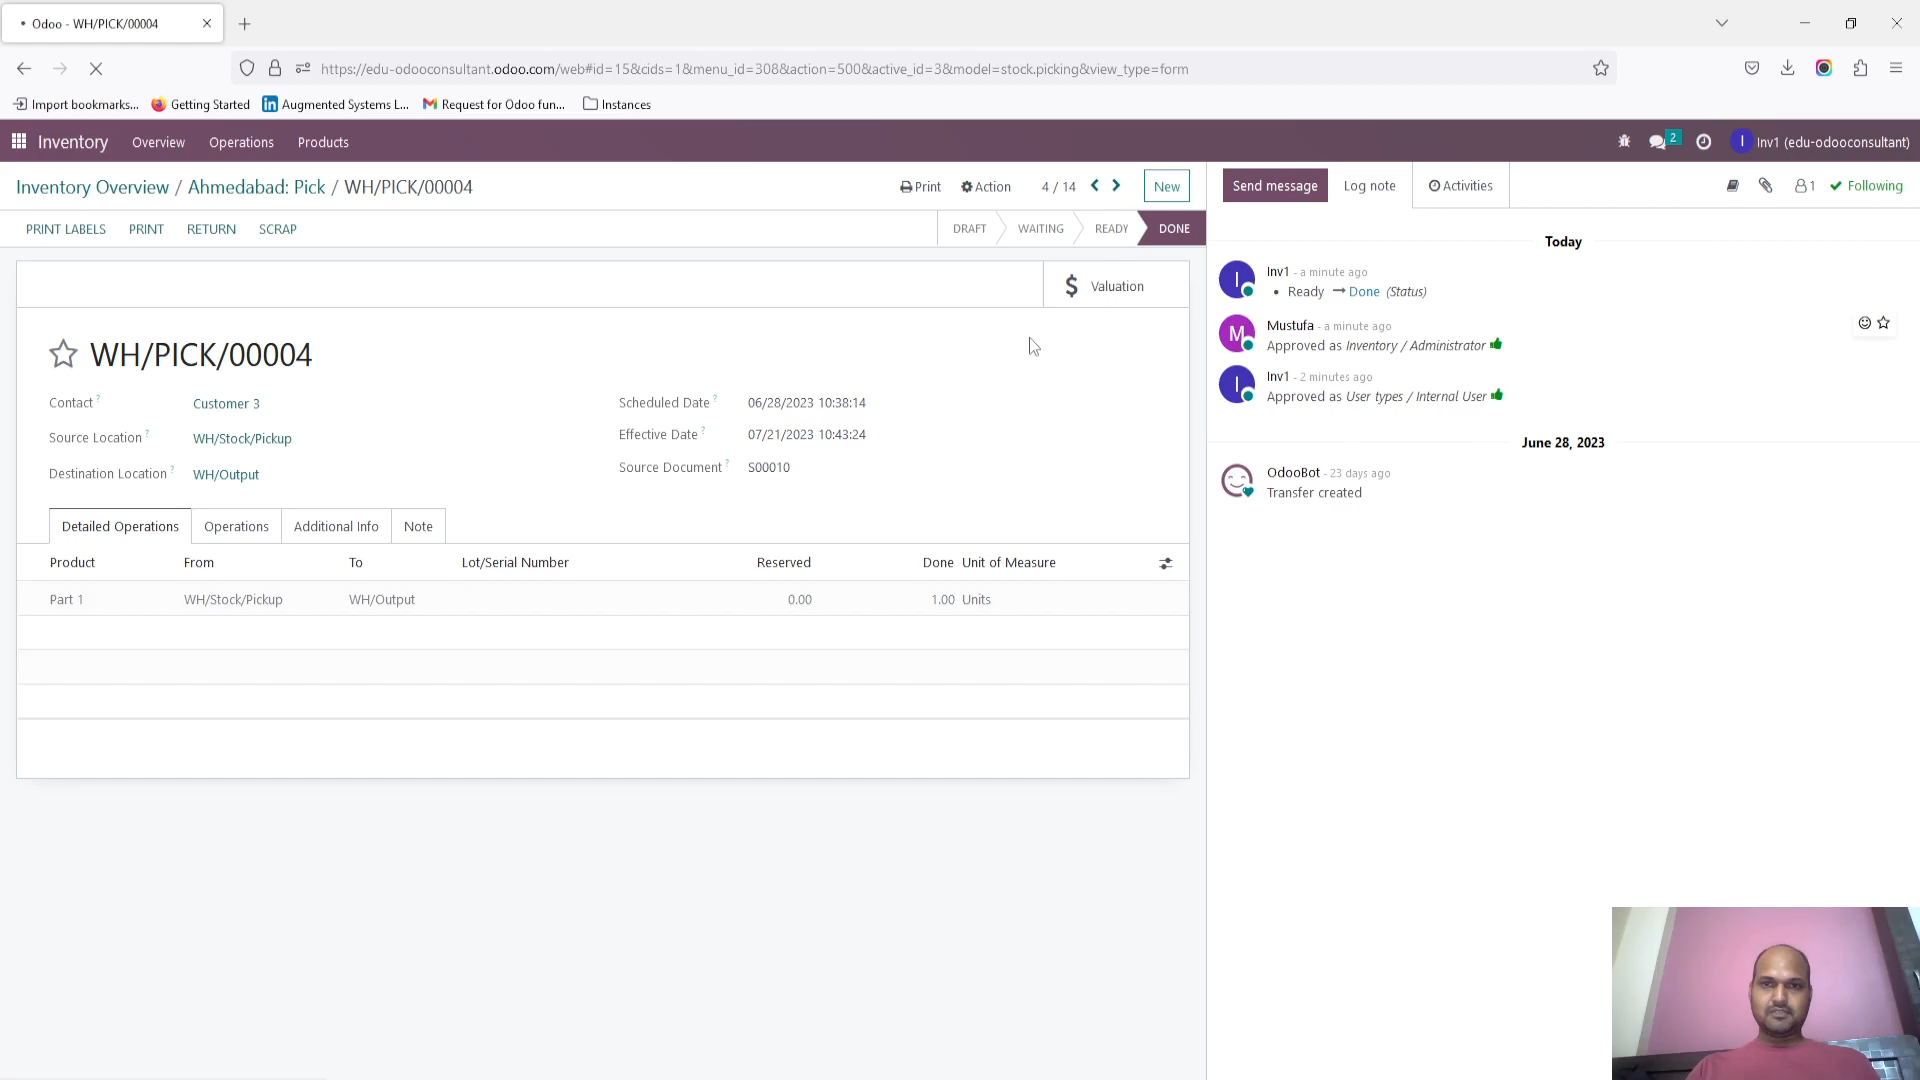 Odoo - WH/PICK/00004
https://edu-odooconsultant.odoo.com/web#id=15&cids=1&menu_id=308&action=500&active_id=3&model=stock.picking&view_type=form
Import bookmarks... Getting Started Augmented Systems L... Request for Odoo fun... Instances
Inventory Overview Operations Products 2 I Inv1 (edu-odooconsultant)
Inventory Overview / Ahmedabad: Pick / WH/PICK/00004 Print Action 4 / 14 New Send message Log note Activities 1 Following
PRINT LABELS PRINT RETURN SCRAP DRAFT WAITING READY DONE
Today
$ Valuation
I Inv1 - a minute ago
• Ready → Done (Status)
M Mustufa - a minute ago
Approved as Inventory / Administrator
I Inv1 - 2 minutes ago
Approved as User types / Internal User
June 28, 2023
OdooBot - 23 days ago
Transfer created
WH/PICK/00004
Contact ? Customer 3 Scheduled Date ? 06/28/2023 10:38:14
Source Location ? WH/Stock/Pickup Effective Date ? 07/21/2023 10:43:24
Destination Location ? WH/Output Source Document ? S00010
Detailed Operations Operations Additional Info Note
Product From To Lot/Serial Number Reserved Done Unit of Measure
Part 1 WH/Stock/Pickup WH/Output 0.00 1.00 Units